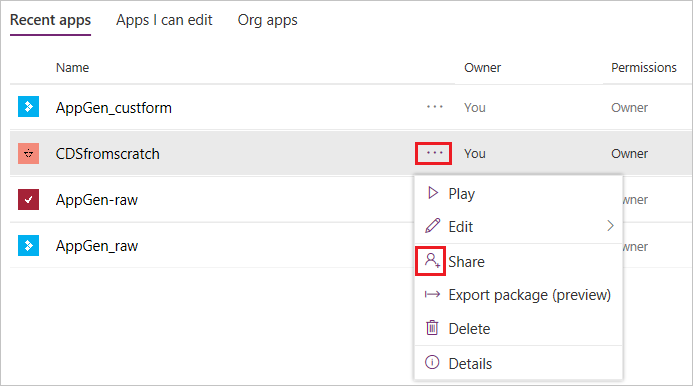 Recent apps Apps I can edit Org apps
Name Owner Permissions
AppGen_custform ... You Owner
CDSfromscratch ... You Owner
AppGen-raw wner
AppGen_raw wner
Play
Edit
Share
Export package (preview)
Delete
Details